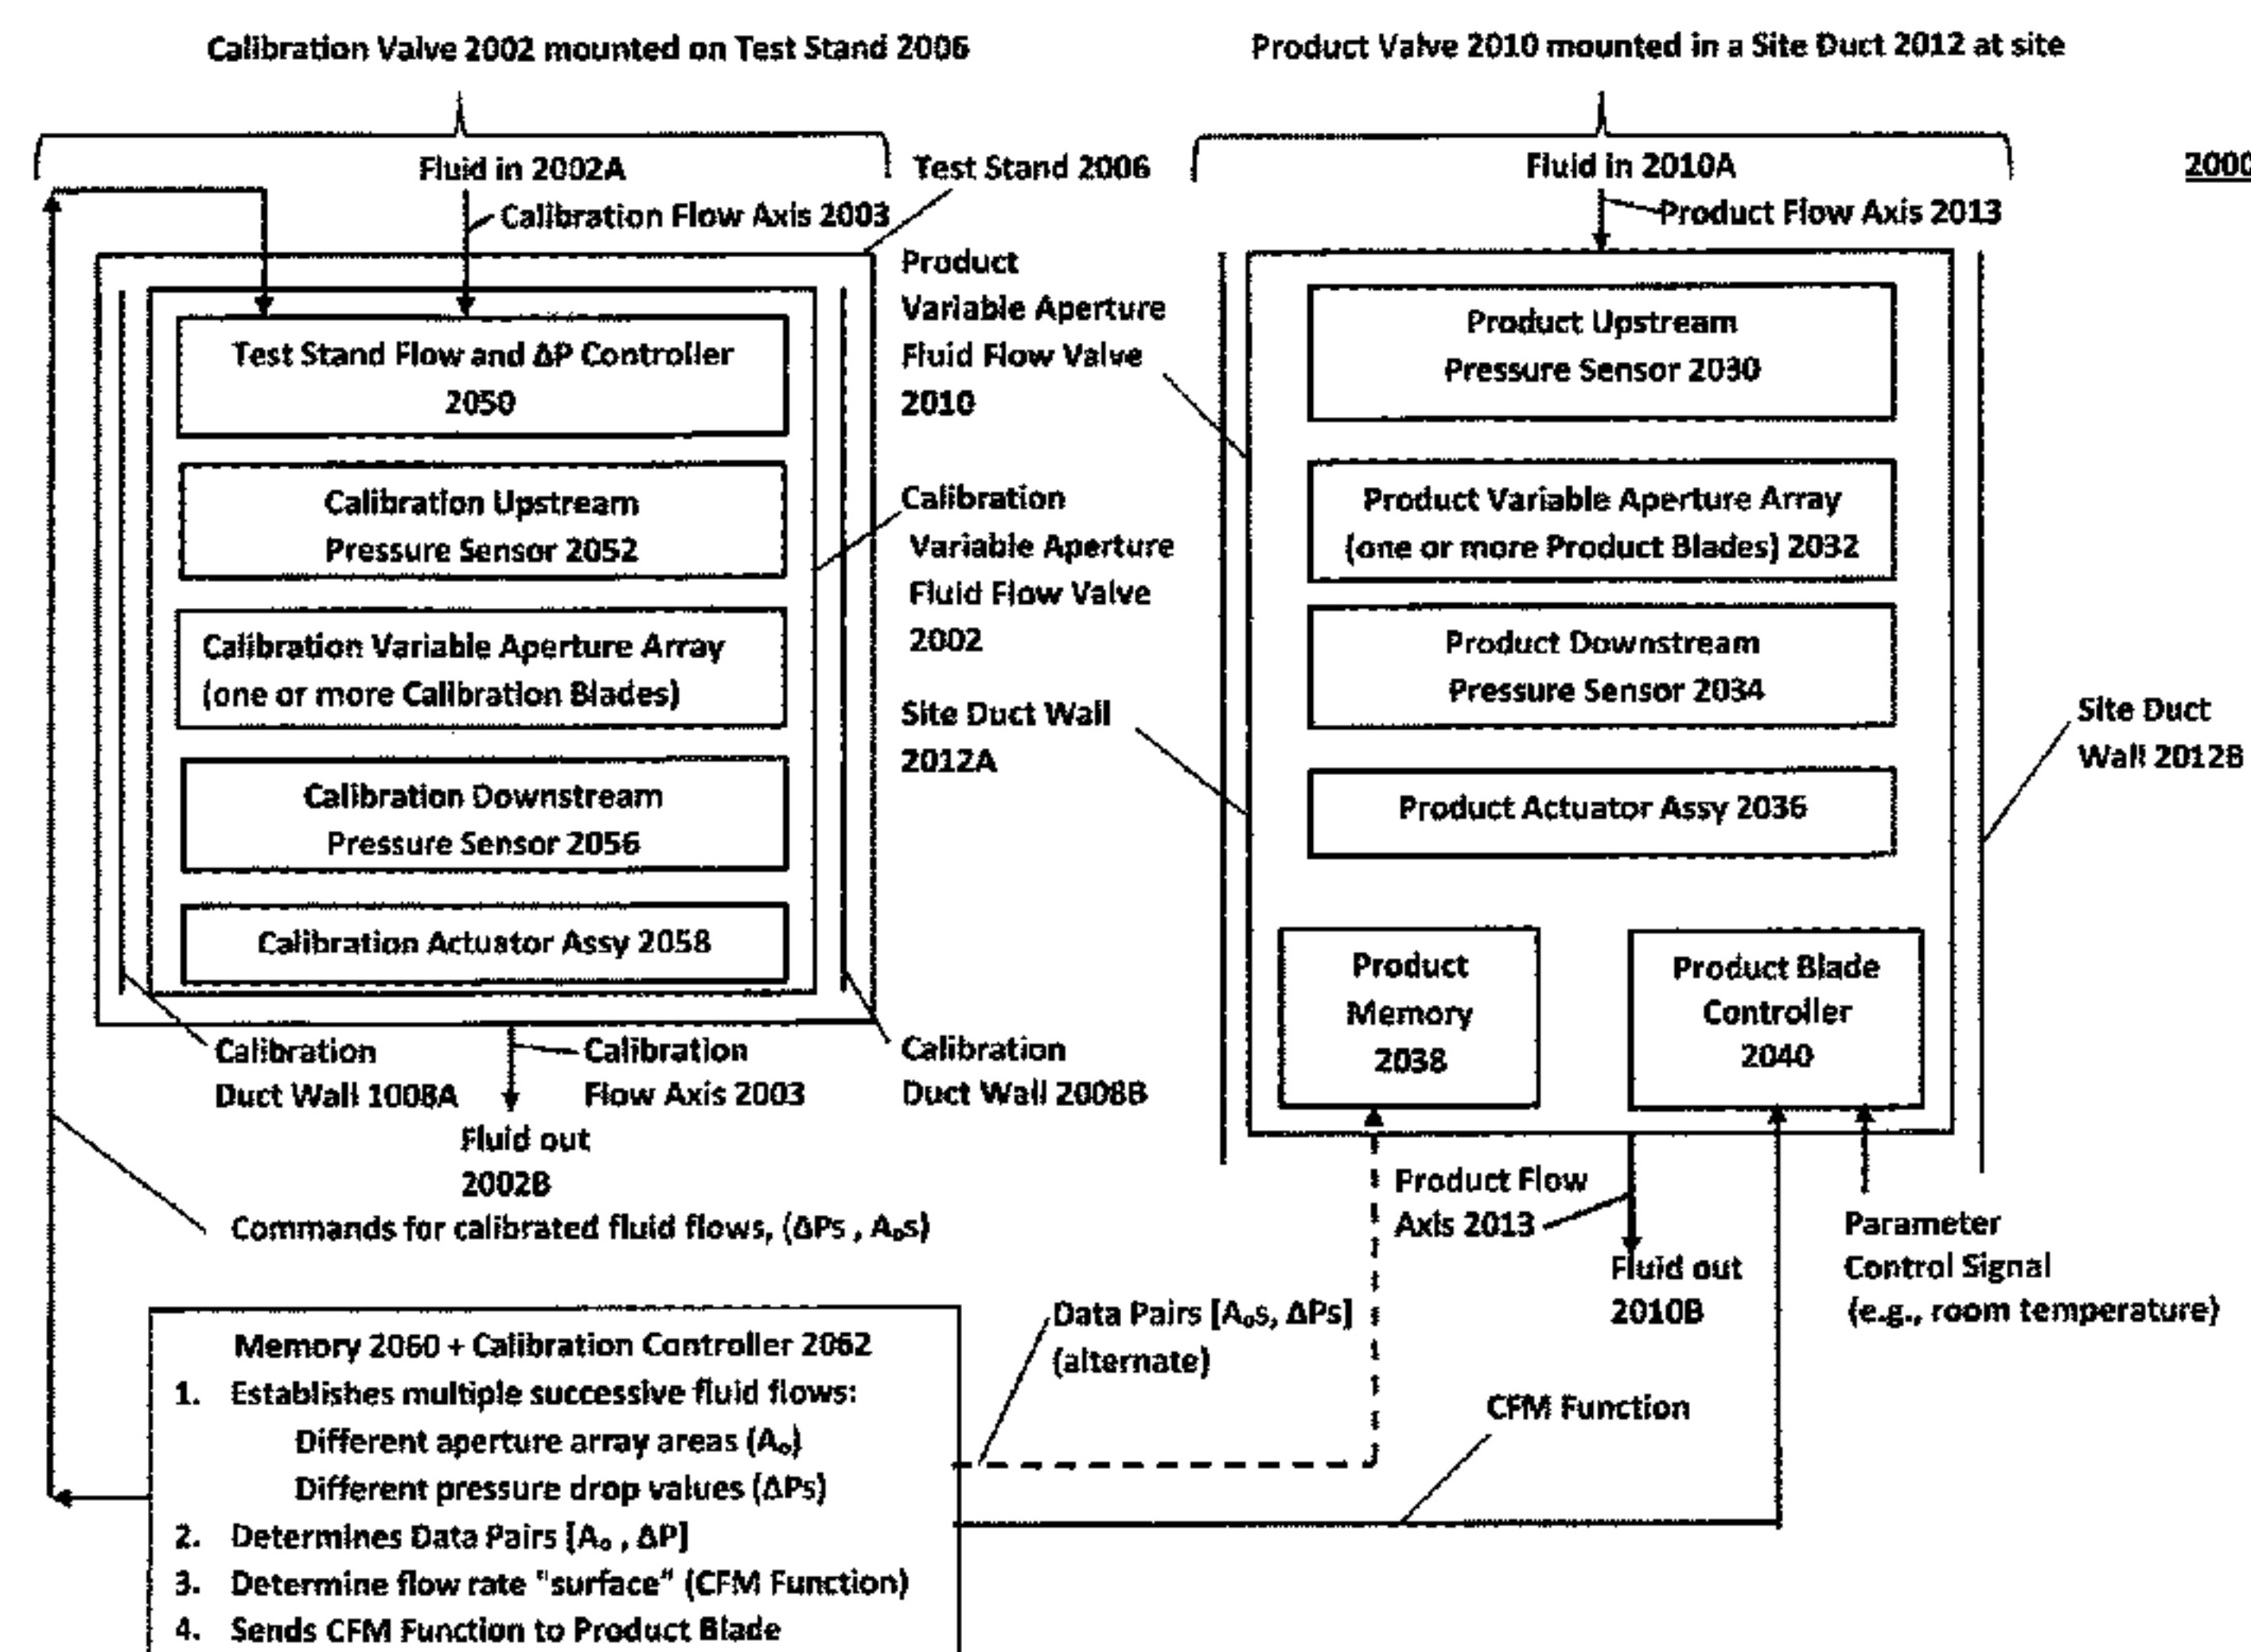 Calibration Valve 2002 mounted on Test Stand 2006
Product Valve 2010 mounted in a Site Duct 2012 at site
Fluid in 2002A
Test Stand 2006
Fluid in 2010A
2000
Calibration Flow Axis 2003
Product Flow Axis 2013
Product
Variable Aperture
Fluid Flow Valve
2010
Test Stand Flow and ΔP Controller
2050
Product Upstream
Pressure Sensor 2030
Calibration Upstream
Pressure Sensor 2052
Calibration
Variable Aperture
Fluid Flow Valve
2002
Product Variable Aperture Array
(one or more Product Blades) 2032
Calibration Variable Aperture Array
(one or more Calibration Blades)
Product Downstream
Pressure Sensor 2034
Site Duct Wall
2012A
Site Duct
Wall 2012B
Calibration Downstream
Pressure Sensor 2056
Product Actuator Assy 2036
Calibration Actuator Assy 2058
Product
Memory
2038
Product Blade
Controller
2040
Calibration
Duct Wall 1008A
Calibration
Flow Axis 2003
Calibration
Duct Wall 2008B
Fluid out
2002B
Product Flow
Axis 2013
Fluid out
2010B
Parameter
Control Signal
(e.g., room temperature)
Commands for calibrated fluid flows, (ΔPs , Aₒs)
Data Pairs [Aₒs, ΔPs]
(alternate)
CFM Function
Memory 2060 + Calibration Controller 2062
1. Establishes multiple successive fluid flows:
Different aperture array areas (Aₒ)
Different pressure drop values (ΔPs)
2. Determines Data Pairs [Aₒ , ΔP]
3. Determine flow rate "surface" (CFM Function)
4. Sends CFM Function to Product Blade